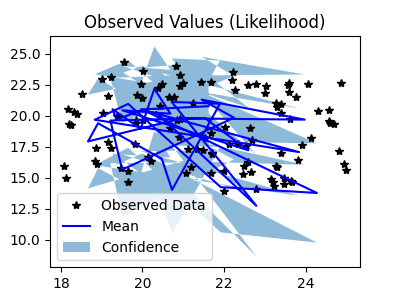 Observed Values (Likelihood)
25.0
22.5
20.0
17.5
15.0
12.5
10.0
Observed Data
Mean
Confidence
18 20 22 24